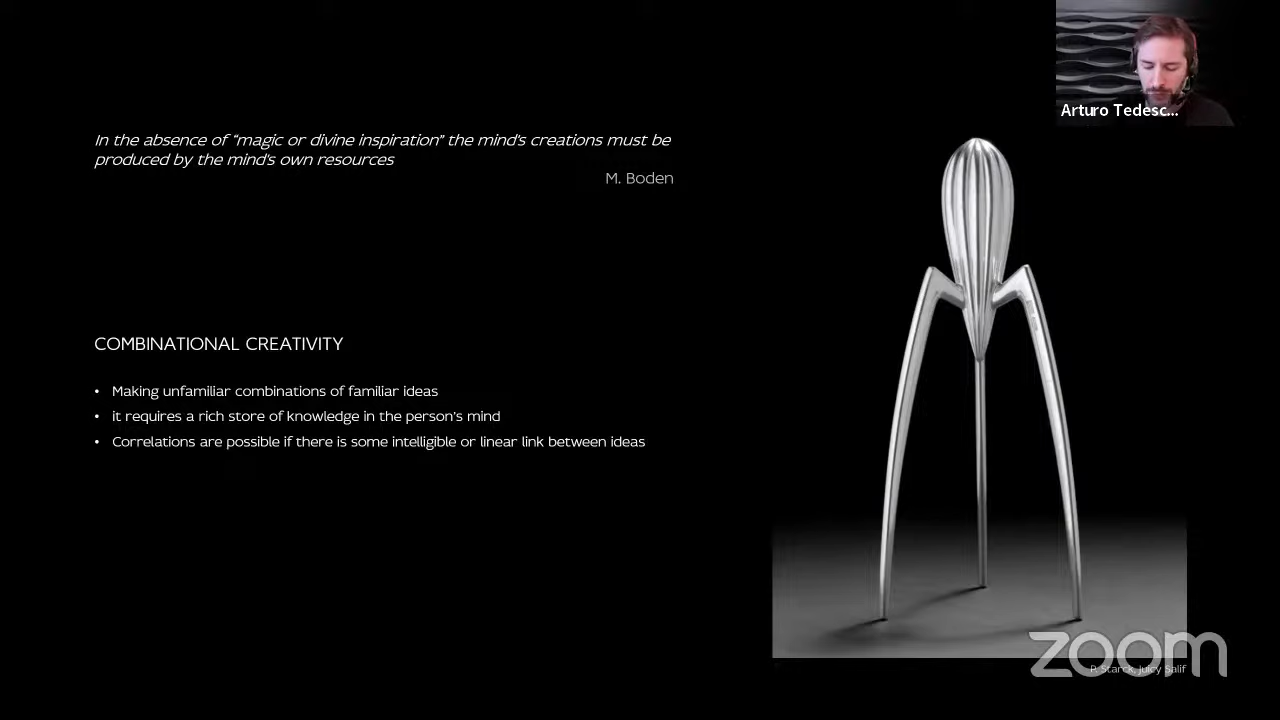 Arturo Tedesc...
In the absence of “magic or divine inspiration” the mind's creations must be
produced by the mind's own resources
M. Boden
COMBINATIONAL CREATIVITY
• Making unfamiliar combinations of familiar ideas
• it requires a rich store of knowledge in the person's mind
• Correlations are possible if there is some intelligible or linear link between ideas
zoom
P. Starck, Juicy Salif